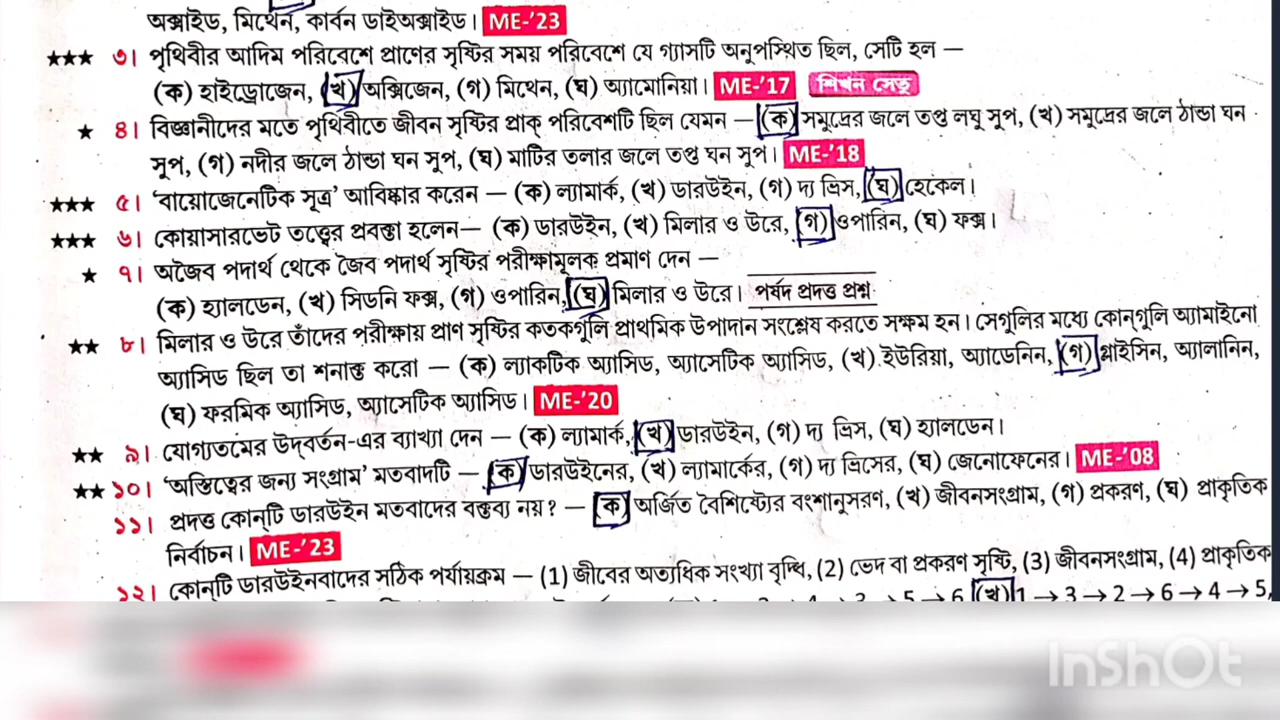 অক্সাইড, মিথেন, কার্বন ডাইঅক্সাইড। ME-'23
★★★ ৩। পৃথিবীর আদিম পরিবেশে প্রাণের সৃষ্টির সময় পরিবেশে যে গ্যাসটি অনুপস্থিত ছিল, সেটি হল —
(ক) হাইড্রোজেন, (খ) অক্সিজেন, (গ) মিথেন, (ঘ) অ্যামোনিয়া। ME-'17 শিখন সেতু
★ ৪। বিজ্ঞানীদের মতে পৃথিবীতে জীবন সৃষ্টির প্রাক্ পরিবেশটি ছিল যেমন — (ক) সমুদ্রের জলে তপ্ত লঘু সুপ, (খ) সমুদ্রের জলে ঠান্ডা ঘন
সুপ, (গ) নদীর জলে ঠান্ডা ঘন সুপ, (ঘ) মাটির তলার জলে তপ্ত ঘন সুপ। ME-'18
★★★ ৫। 'বায়োজেনেটিক সূত্র' আবিষ্কার করেন — (ক) ল্যামার্ক, (খ) ডারউইন, (গ) দ্য ভ্রিস, (ঘ) হেকেল।
★★★ ৬। কোয়াসারভেট তত্ত্বের প্রবক্তা হলেন— (ক) ডারউইন, (খ) মিলার ও উরে, (গ) ওপারিন, (ঘ) ফক্স।
★ ৭। অজৈব পদার্থ থেকে জৈব পদার্থ সৃষ্টির পরীক্ষামূলক প্রমাণ দেন —
(ক) হ্যালডেন, (খ) সিডনি ফক্স, (গ) ওপারিন, (ঘ) মিলার ও উরে। পর্ষদ প্রদত্ত প্রশ্ন
★★ ৮। মিলার ও উরে তাঁদের পরীক্ষায় প্রাণ সৃষ্টির কতকগুলি প্রাথমিক উপাদান সংশ্লেষ করতে সক্ষম হন। সেগুলির মধ্যে কোন্‌গুলি অ্যামাইনো
অ্যাসিড ছিল তা শনাক্ত করো — (ক) ল্যাকটিক অ্যাসিড, অ্যাসেটিক অ্যাসিড, (খ) ইউরিয়া, অ্যাডেনিন, (গ) গ্লাইসিন, অ্যালানিন,
(ঘ) ফরমিক অ্যাসিড, অ্যাসেটিক অ্যাসিড। ME-'20
★★ ৯। যোগ্যতমের উদ্‌বর্তন-এর ব্যাখ্যা দেন — (ক) ল্যামার্ক, (খ) ডারউইন, (গ) দ্য ভ্রিস, (ঘ) হ্যালডেন।
★★ ১০। 'অস্তিত্বের জন্য সংগ্রাম' মতবাদটি — (ক) ডারউইনের, (খ) ল্যামার্কের, (গ) দ্য ভ্রিসের, (ঘ) জেনোফেনের। ME-'08
১১। প্রদত্ত কোন্‌টি ডারউইন মতবাদের বক্তব্য নয়? — (ক) অর্জিত বৈশিষ্ট্যের বংশানুসরণ, (খ) জীবনসংগ্রাম, (গ) প্রকরণ, (ঘ) প্রাকৃতিক
নির্বাচন। ME-'23
১২। কোন্‌টি ডারউইনবাদের সঠিক পর্যায়ক্রম — (1) জীবের অত্যধিক সংখ্যা বৃদ্ধি, (2) ভেদ বা প্রকরণ সৃষ্টি, (3) জীবনসংগ্রাম, (4) প্রাকৃতিক
(খ) 1 → 3 → 2 → 6 → 4 → 5,
InShOt